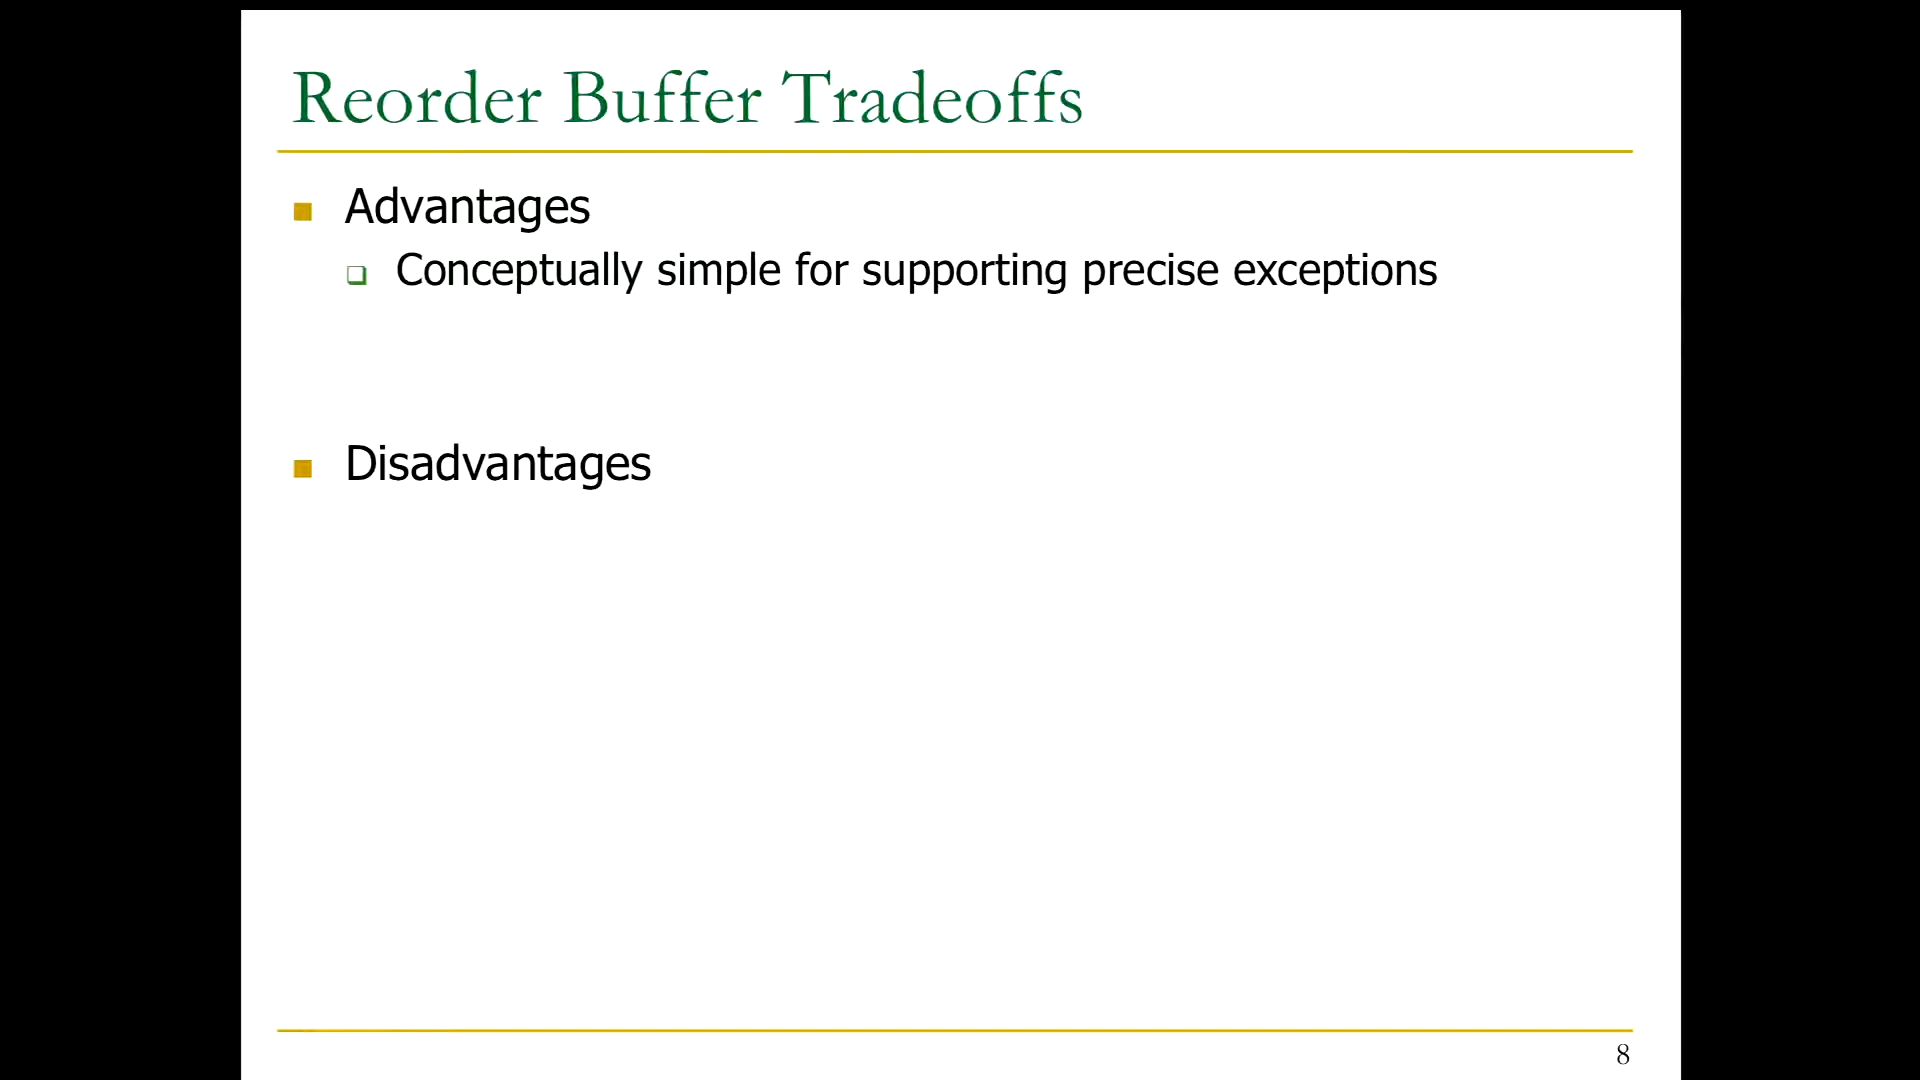 Reorder Buffer Tradeoffs
Advantages
Conceptually simple for supporting precise exceptions
Disadvantages
8